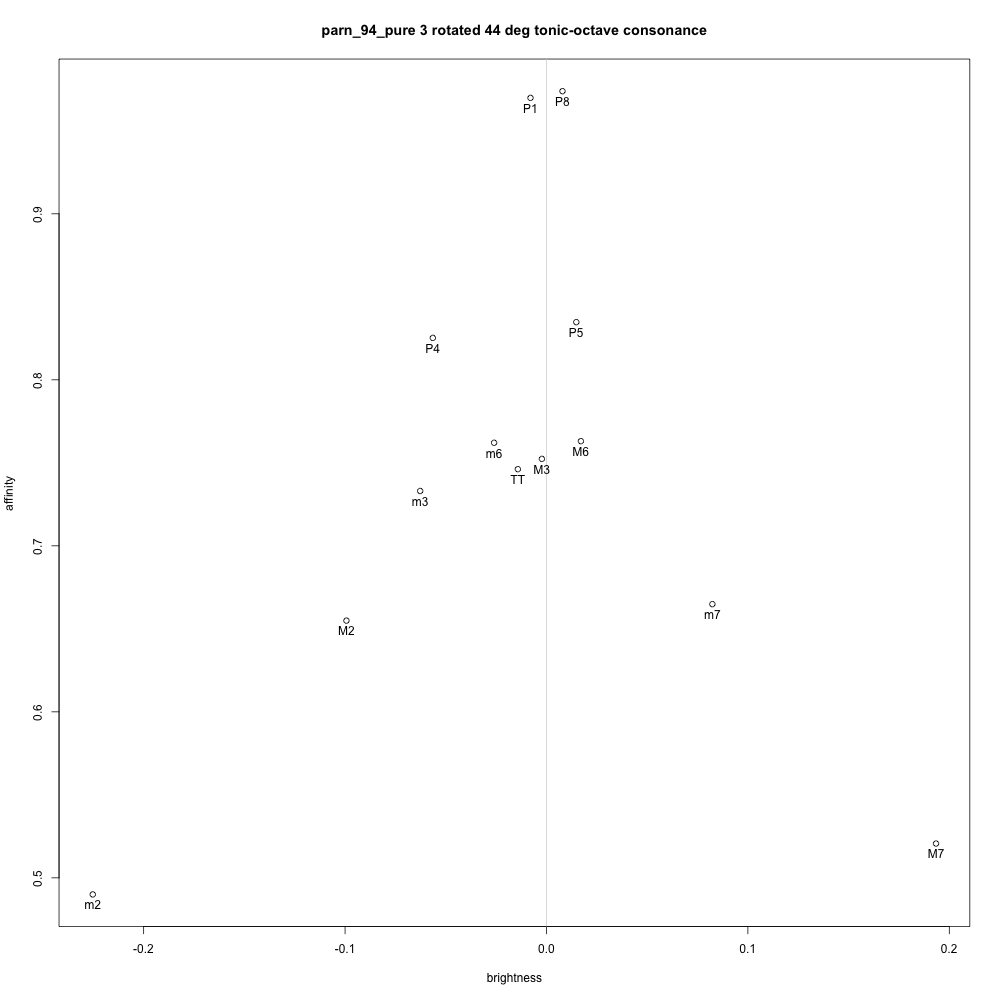 parn_94_pure 3 rotated 44 deg tonic-octave consonance
P1
P8
P5
P4
m6
M6
M3
TT
m3
m7
M2
M7
m2
affinity
0.9
0.8
0.7
0.6
0.5
-0.2
-0.1
0.0
0.1
0.2
brightness